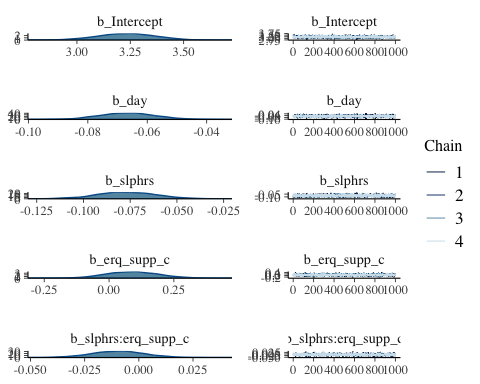 b_Intercept
b_Intercept
3.00 3.25 3.50
0 200 400 600 800 1000
b_day
b_day
-0.10 -0.08 -0.06 -0.04
0 200 400 600 800 1000
Chain
1
2
3
4
b_slphrs
b_slphrs
-0.125 -0.100 -0.075 -0.050 -0.025
0 200 400 600 800 1000
b_erq_supp_c
b_erq_supp_c
-0.25 0.00 0.25
0 200 400 600 800 1000
b_slphrs:erq_supp_c
b_slphrs:erq_supp_c
-0.050 -0.025 0.000 0.025
0 200 400 600 800 1000